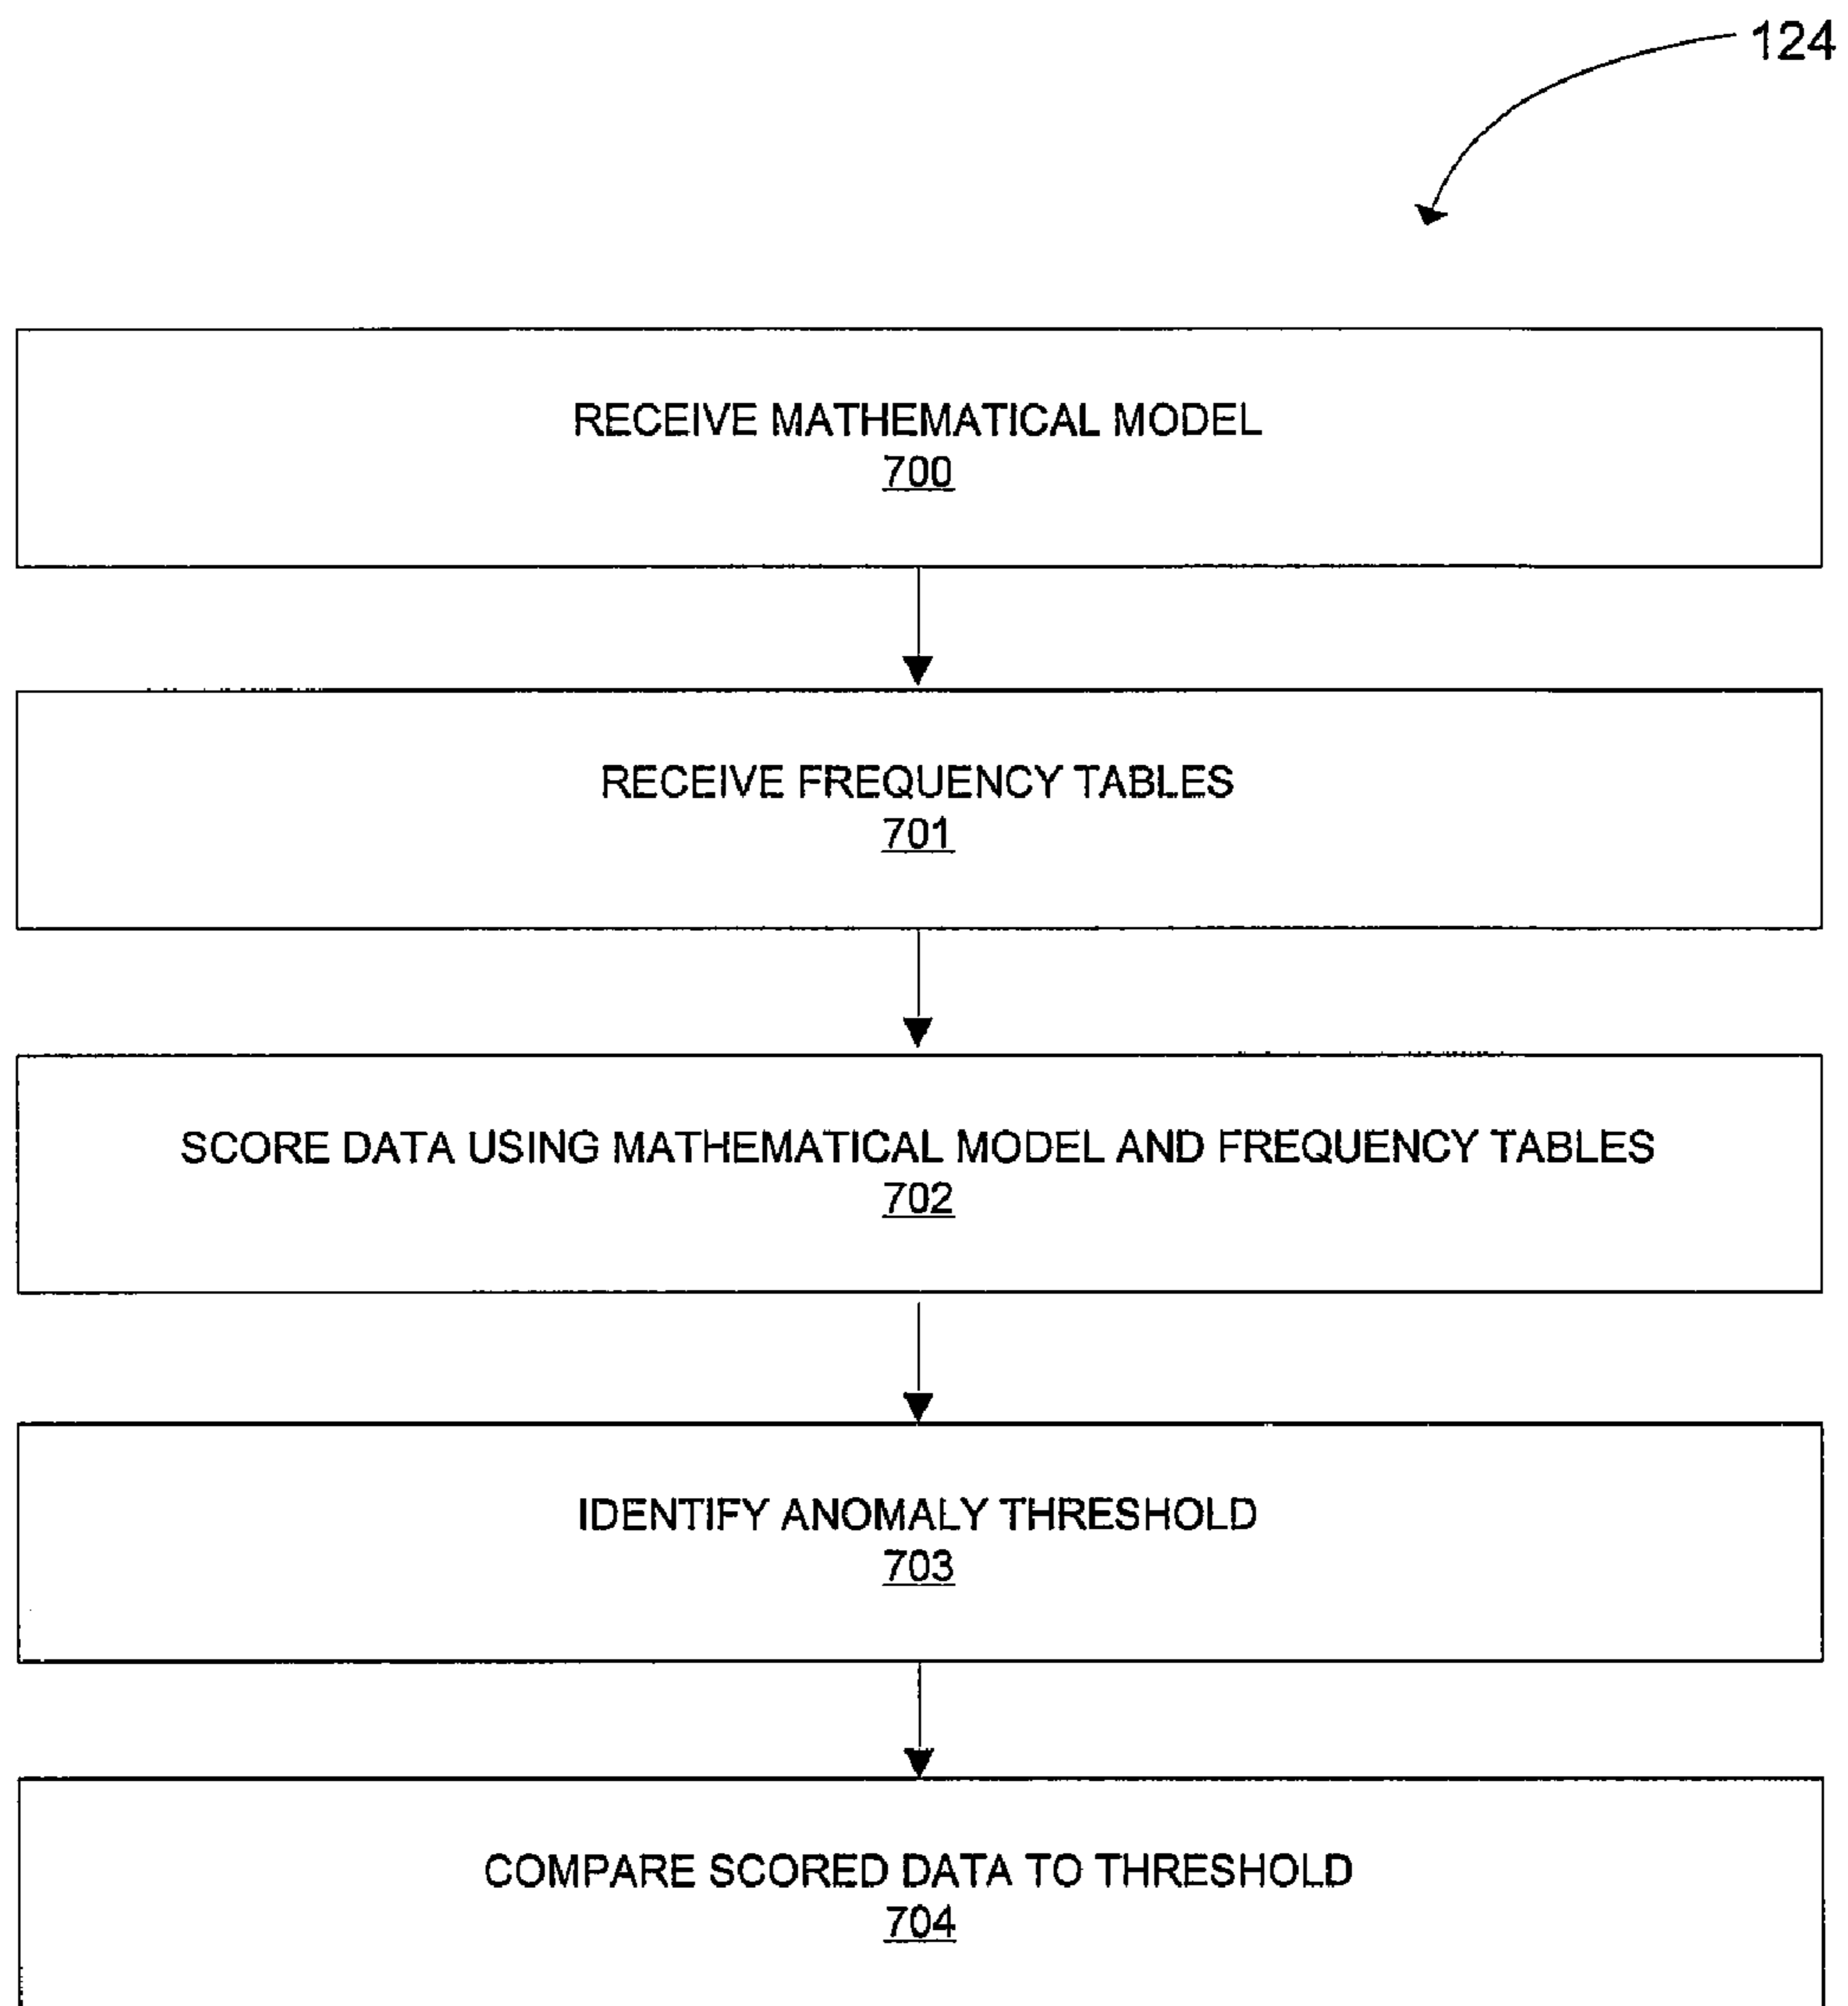 124
RECEIVE MATHEMATICAL MODEL
700
RECEIVE FREQUENCY TABLES
701
SCORE DATA USING MATHEMATICAL MODEL AND FREQUENCY TABLES
702
IDENTIFY ANOMALY THRESHOLD
703
COMPARE SCORED DATA TO THRESHOLD
704